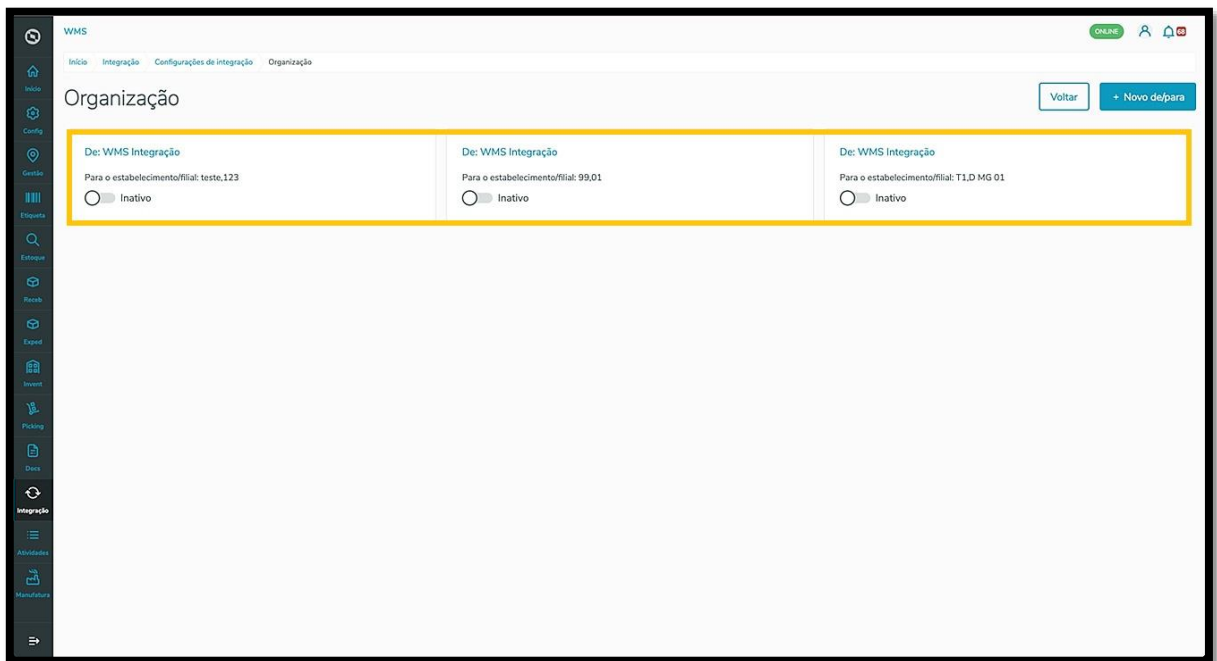 WMS
ONLINE
68
Início Integração Configurações de integração Organização
Organização
Voltar
+ Novo de/para
De: WMS Integração
Para o estabelecimento/filial: teste,123
Inativo
De: WMS Integração
Para o estabelecimento/filial: 99,01
Inativo
De: WMS Integração
Para o estabelecimento/filial: T1,D MG 01
Inativo
Início
Config
Gestão
Etiqueta
Estoque
Receb
Exped
Invent
Picking
Docs
Integração
Atividades
Manufatura